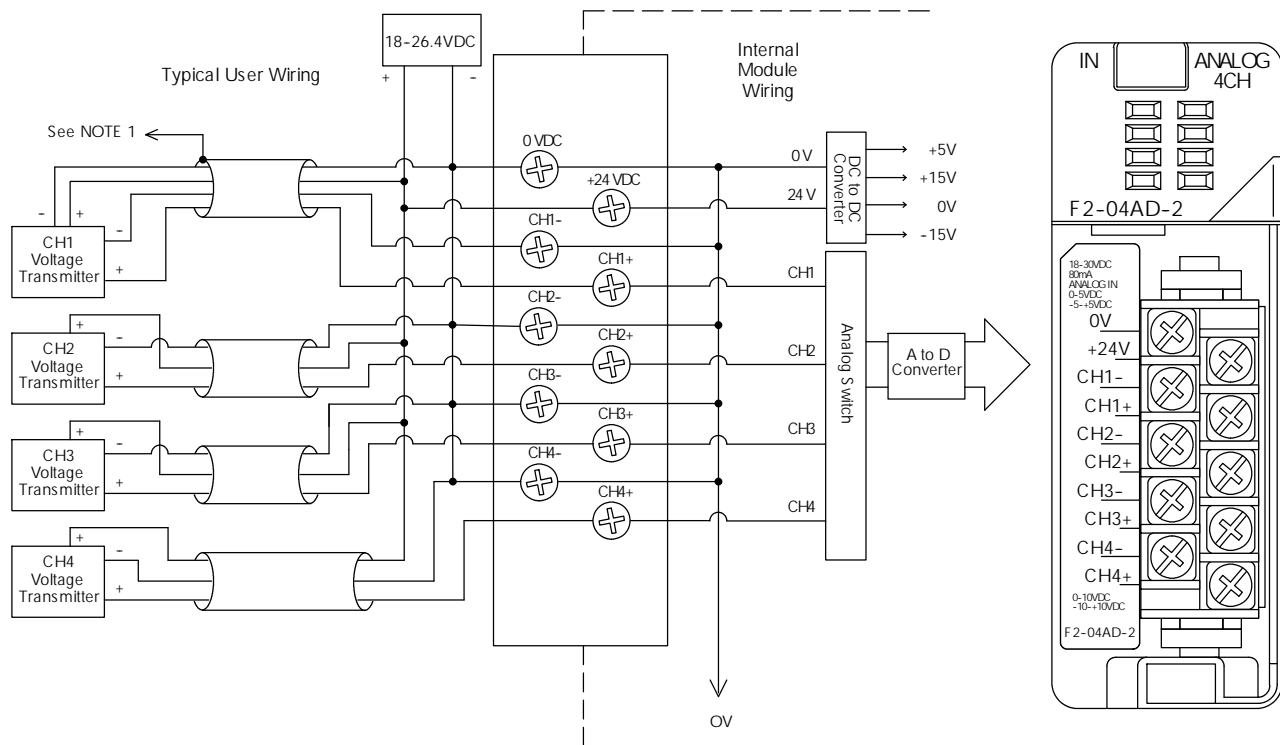 18-26.4VDC
+
-
Typical User Wiring
Internal
Module
Wiring
See NOTE 1
0 VDC
+24 VDC
CH1-
CH1+
CH2-
CH2+
CH3-
CH3+
CH4-
CH4+
-
+
-
+
CH1
Voltage
Transmitter
+
-
+
CH2
Voltage
Transmitter
+
-
+
CH3
Voltage
Transmitter
+
-
+
CH4
Voltage
Transmitter
0 V
24 V
CH1
CH2
CH3
CH4
DC to DC
Converter
+5V
+15V
0V
-15V
Analog Switch
A to D
Converter
OV
IN
ANALOG
4CH
F2-04AD-2
18-30VDC
80mA
ANALOG IN
0-5VDC
-5-+5VDC
0V
+24V
CH1-
CH1+
CH2-
CH2+
CH3-
CH3+
CH4-
CH4+
0-10VDC
-10-+10VDC
F2-04AD-2